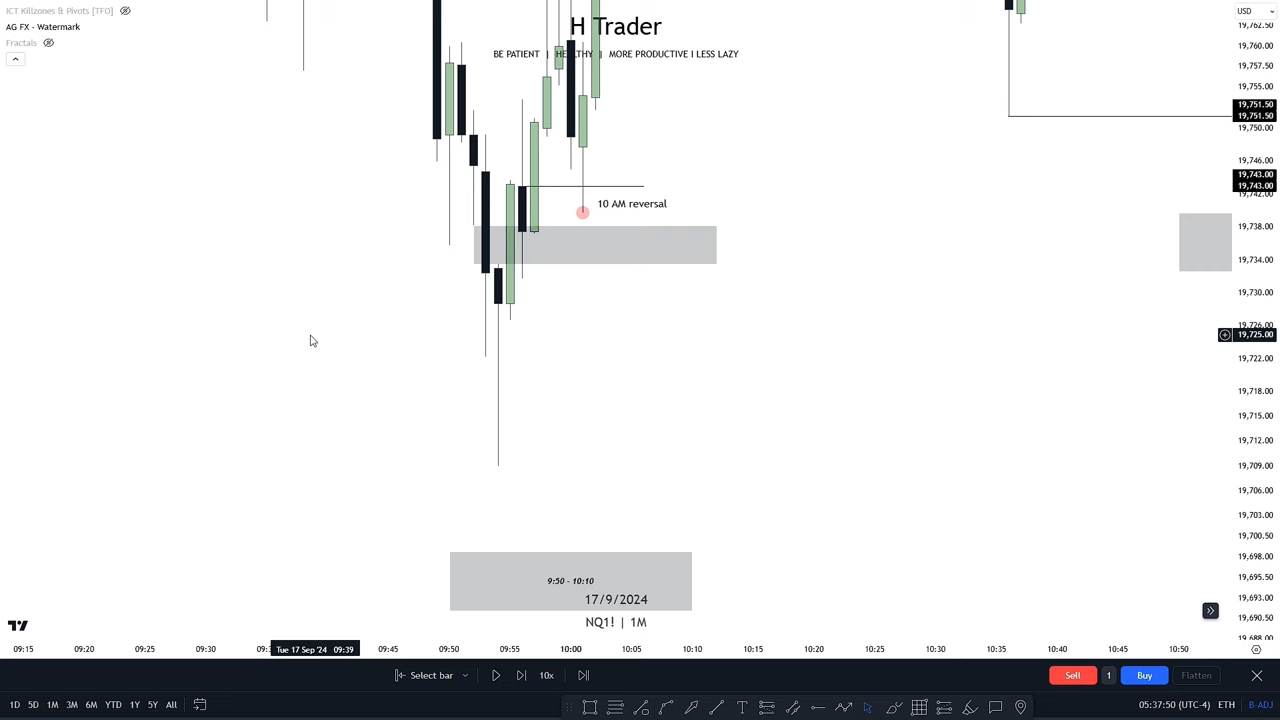 ICT Killzones & Pivots [TFO]
AG FX - Watermark
Fractals
H Trader
BE PATIENT | HEALTHY | MORE PRODUCTIVE I LESS LAZY
10 AM reversal
9:50 - 10:10
17/9/2024
NQ1! | 1M
USD
19,762.50
19,760.00
19,757.50
19,755.00
19,751.50
19,751.50
19,750.00
19,746.00
19,743.00
19,743.00
19,742.00
19,738.00
19,734.00
19,730.00
19,726.00
19,725.00
19,722.00
19,718.00
19,715.00
19,712.00
19,709.00
19,706.00
19,703.00
19,700.50
19,698.00
19,695.50
19,693.00
19,690.50
19,688.00
09:15 09:20 09:25 09:30 Tue 17 Sep '24 09:39 09:45 09:50 09:55 10:00 10:05 10:10 10:15 10:20 10:25 10:30 10:35 10:40 10:45 10:50
Select bar 10x Sell 1 Buy Flatten
1D 5D 1M 3M 6M YTD 1Y 5Y All 05:37:50 (UTC-4) ETH B-ADJ